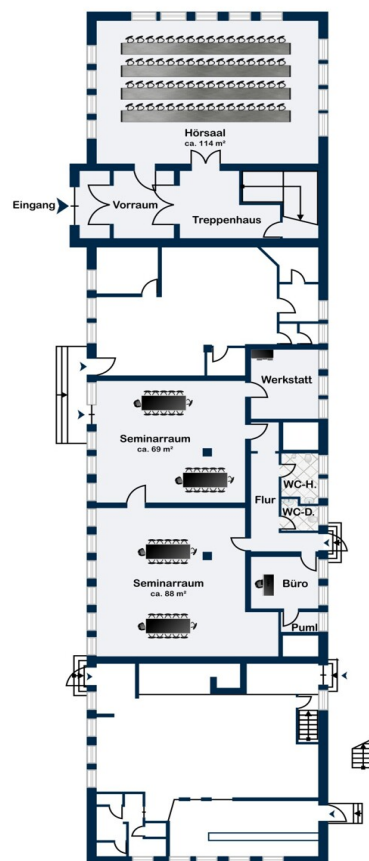 Hörsaal
ca. 114 m²
Eingang
Vorraum
Treppenhaus
Werkstatt
Seminarraum
ca. 69 m²
WC-H.
Flur
WC-D.
Seminarraum
ca. 88 m²
Büro
Puml